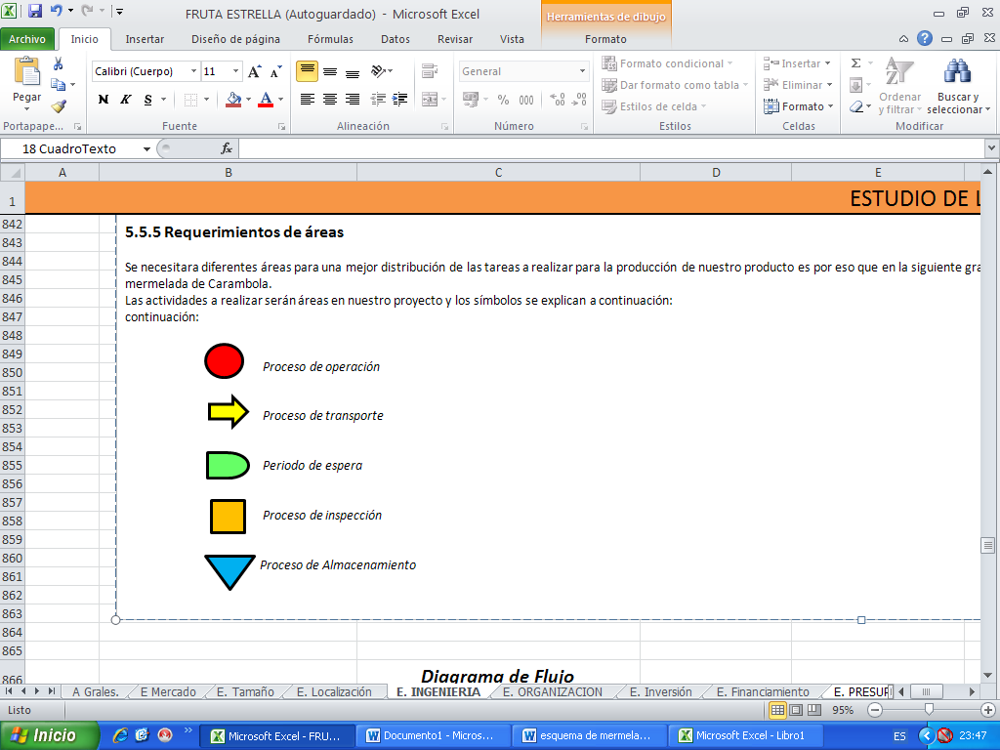 FRUTA ESTRELLA (Autoguardado) - Microsoft Excel
Herramientas de dibujo
Archivo Inicio Insertar Diseño de página Fórmulas Datos Revisar Vista Formato
Pegar
Calibri (Cuerpo) 11
N K S
General
% 000
Formato condicional
Dar formato como tabla
Estilos de celda
Insertar
Eliminar
Formato
Σ
Ordenar y filtrar
Buscar y seleccionar
Portapape... Fuente Alineación Número Estilos Celdas Modificar
18 CuadroTexto fx
A B C D E
1 ESTUDIO DE L
842
843
844
845
846
847
848
849
850
851
852
853
854
855
856
857
858
859
860
861
862
863
864
865
866
5.5.5 Requerimientos de áreas
Se necesitara diferentes áreas para una mejor distribución de las tareas a realizar para la producción de nuestro producto es por eso que en la siguiente gra
mermelada de Carambola.
Las actividades a realizar serán áreas en nuestro proyecto y los símbolos se explican a continuación:
continuación:
Proceso de operación
Proceso de transporte
Periodo de espera
Proceso de inspección
Proceso de Almacenamiento
Diagrama de Flujo
A Grales. E Mercado E. Tamaño E. Localización E. INGENIERIA E. ORGANIZACION E. Inversión E. Financiamiento E. PRESUP
Listo 95%
Inicio Microsoft Excel - FRU... Documento1 - Micros... esquema de mermela... Microsoft Excel - Libro1 ES 23:47